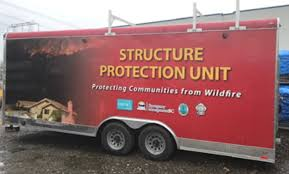 STRUCTURE
PROTECTION UNIT
Protecting Communities from Wildfire